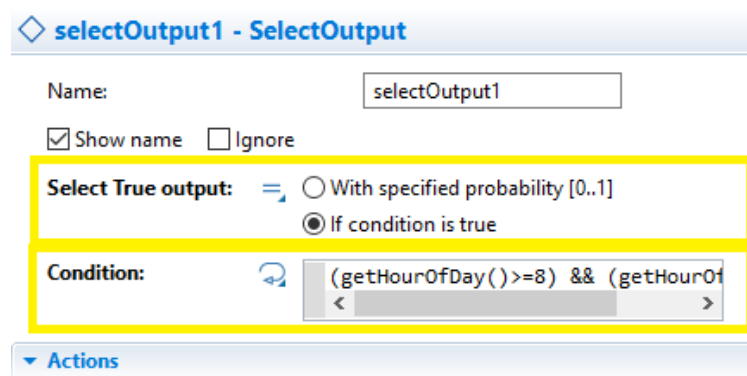 selectOutput1 - SelectOutput
Name:
selectOutput1
Show name Ignore
Select True output: With specified probability [0..1]
If condition is true
Condition:
(getHourOfDay()>=8) && (getHourOf
Actions